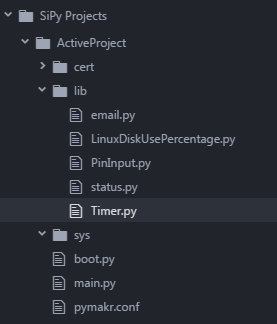 SiPy Projects
ActiveProject
cert
lib
email.py
LinuxDiskUsePercentage.py
PinInput.py
status.py
Timer.py
sys
boot.py
main.py
pymakr.conf